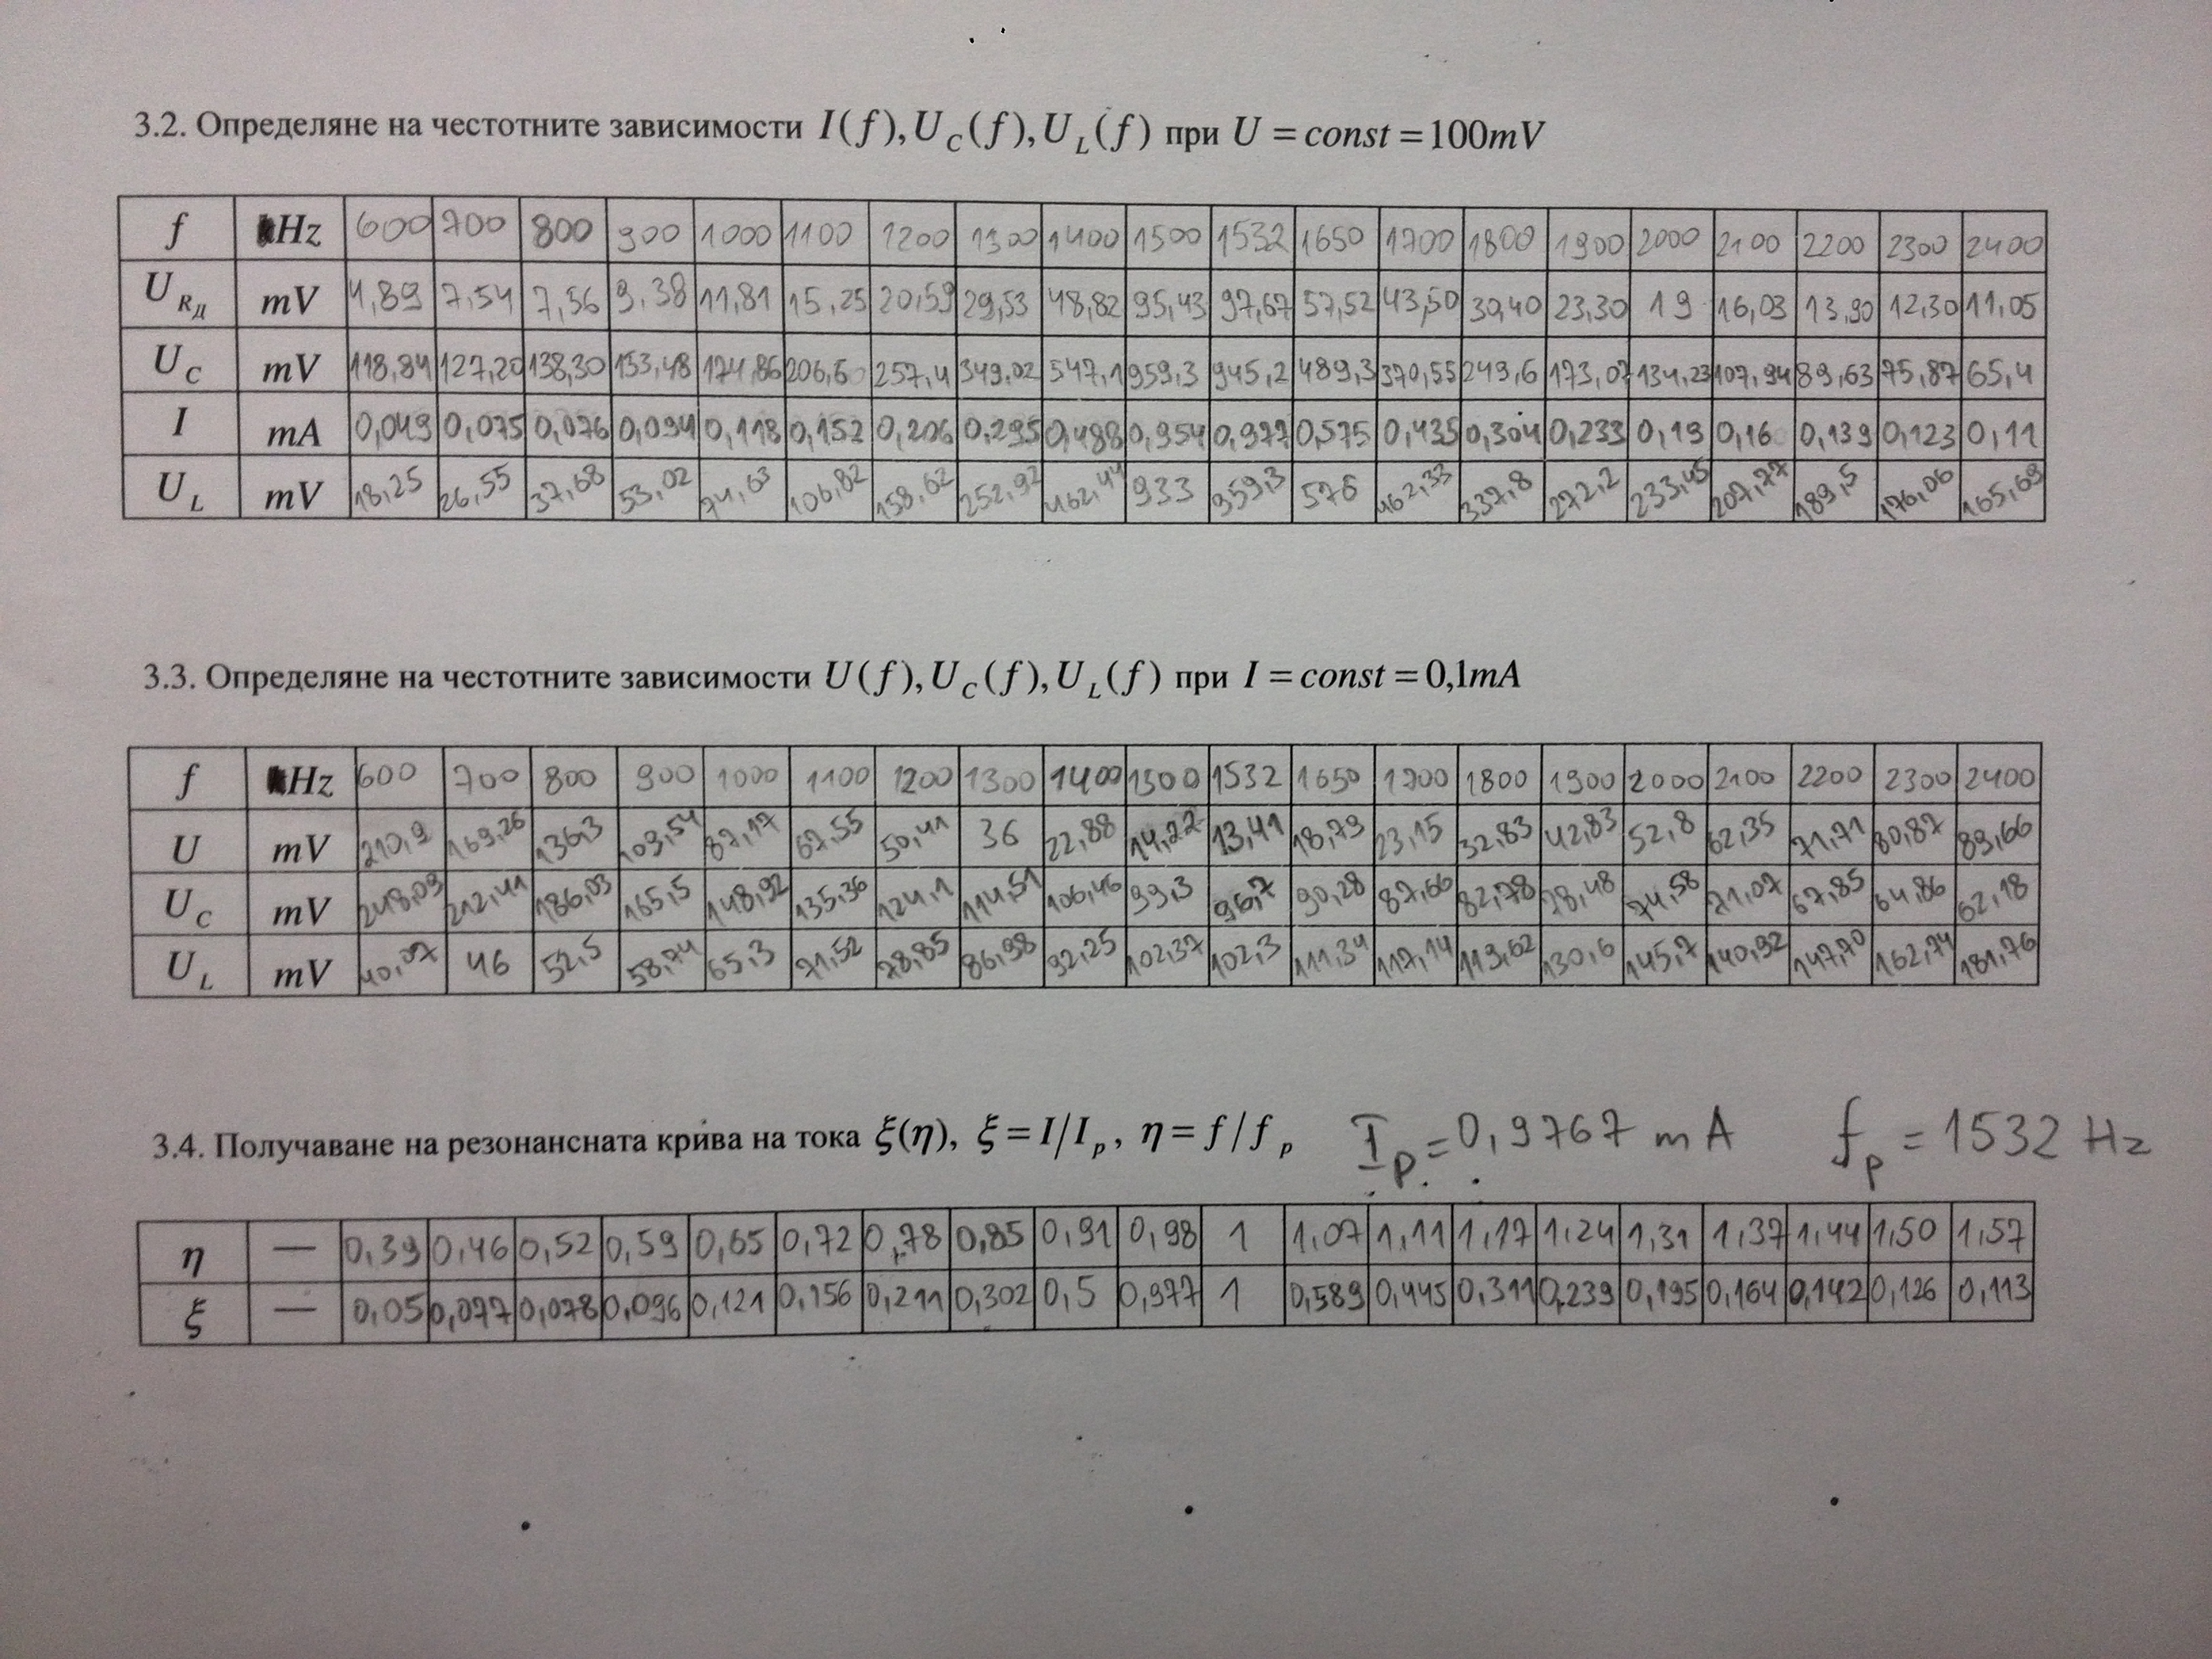 3.2. Определяне на честотните зависимости I(f), U_C(f), U_L(f) при U = const = 100mV
f Hz 600 700 800 900 1000 1100 1200 1300 1400 1500 1532 1650 1700 1800 1900 2000 2100 2200 2300 2400
U_RД mV 4,89 7,54 7,56 9,38 11,81 15,25 20,59 29,53 48,82 95,43 97,67 57,52 43,50 30,40 23,30 19 16,03 13,90 12,30 11,05
U_C mV 118,84 127,20 138,30 153,48 174,86 206,60 257,4 349,02 547,1 959,3 945,2 489,3 370,55 249,6 173,07 134,23 107,94 89,63 75,87 65,4
I mA 0,049 0,075 0,076 0,094 0,118 0,152 0,206 0,295 0,488 0,954 0,977 0,575 0,435 0,304 0,233 0,19 0,16 0,139 0,123 0,11
U_L mV 18,25 26,55 37,68 53,02 74,63 106,82 158,62 252,92 462,44 933 959,3 576 462,33 337,8 272,2 233,45 207,77 189,5 176,06 165,69
3.3. Определяне на честотните зависимости U(f), U_C(f), U_L(f) при I = const = 0,1mA
f Hz 600 700 800 900 1000 1100 1200 1300 1400 1500 1532 1650 1700 1800 1900 2000 2100 2200 2300 2400
U mV 210,9 169,26 136,3 109,54 87,17 67,55 50,41 36 22,88 14,22 13,41 18,79 23,15 32,83 42,83 52,8 62,35 71,71 80,87 89,66
U_C mV 248,09 212,41 186,03 165,5 148,92 135,36 124,1 114,51 106,46 99,3 96,7 90,28 87,66 82,78 78,48 74,58 71,07 67,85 64,86 62,18
U_L mV 40,07 46 52,5 58,74 65,3 71,52 78,85 86,98 92,25 102,37 102,3 111,34 117,14 113,62 130,6 145,7 140,92 147,70 162,74 181,76
3.4. Получаване на резонансната крива на тока ξ(η), ξ = I/I_p, η = f/f_p I_p = 0,9767 mA f_p = 1532 Hz
η — 0,39 0,46 0,52 0,59 0,65 0,72 0,78 0,85 0,91 0,98 1 1,07 1,11 1,17 1,24 1,31 1,37 1,44 1,50 1,57
ξ — 0,05 0,077 0,078 0,096 0,121 0,156 0,211 0,302 0,5 0,977 1 0,589 0,445 0,311 0,239 0,195 0,164 0,142 0,126 0,113